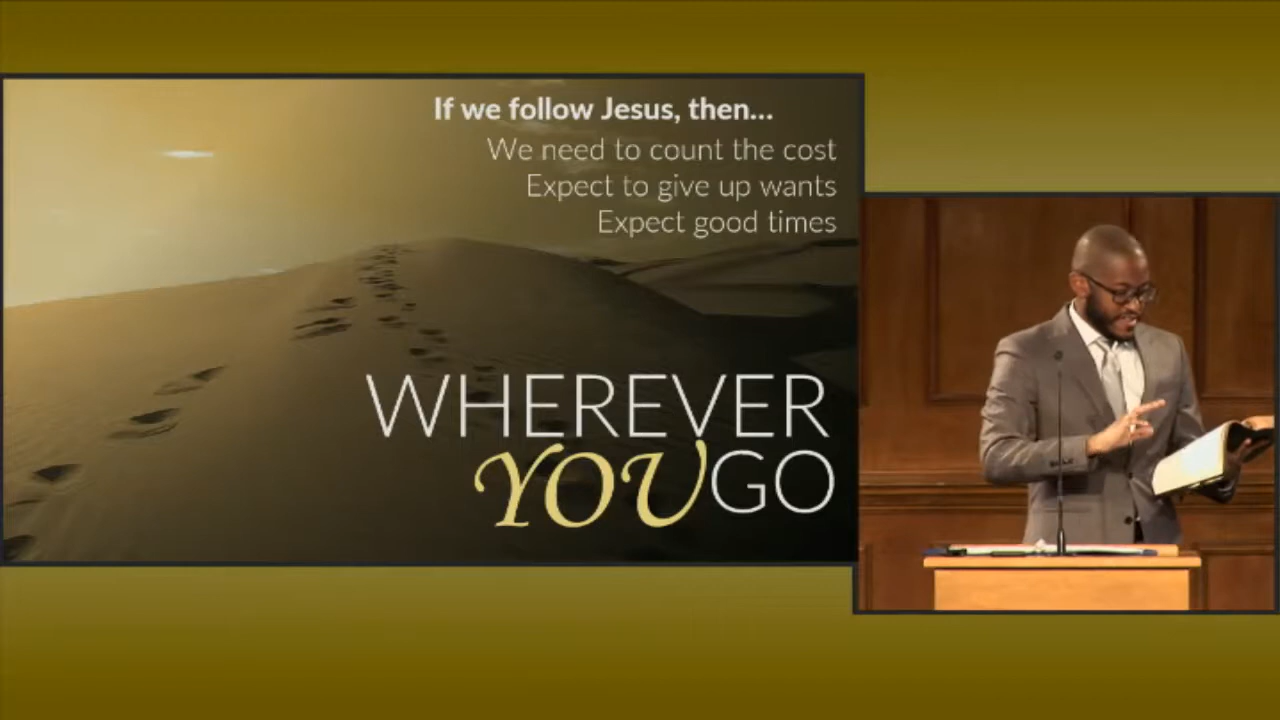 If we follow Jesus, then...
We need to count the cost
Expect to give up wants
Expect good times
WHEREVER
YOU GO